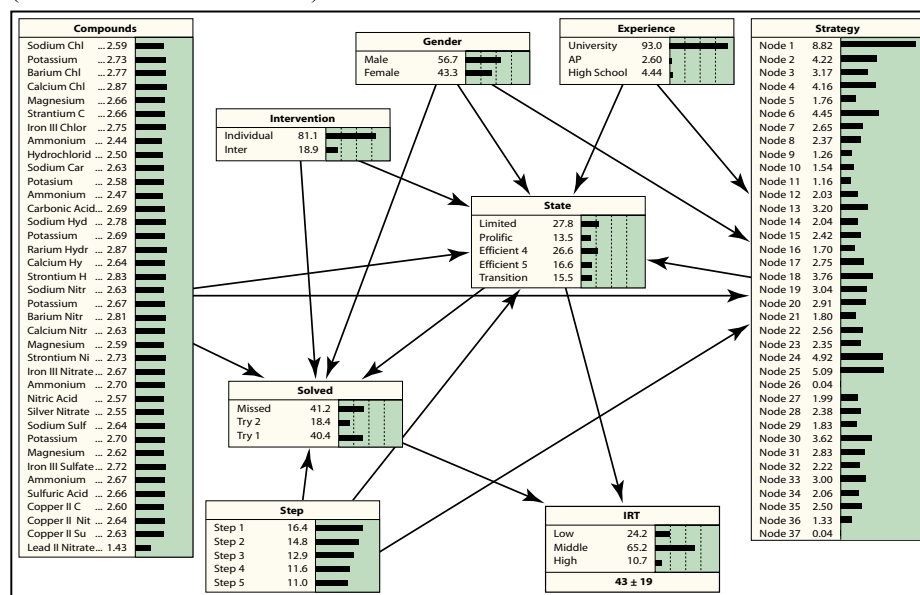 Compounds
Sodium Chl ... 2.59
Potassium ... 2.73
Barium Chl ... 2.77
Calcium Chl ... 2.87
Magnesium ... 2.66
Strantium C ... 2.66
Iron III Chlor ... 2.75
Ammonium ... 2.44
Hydrochlorid ... 2.50
Sodium Car ... 2.63
Potasium ... 2.58
Ammonium ... 2.47
Carbonic Acid... 2.69
Sodium Hyd ... 2.78
Potassium ... 2.69
Rarium Hydr ... 2.87
Calcium Hy ... 2.64
Strontium H ... 2.83
Sodium Nitr ... 2.63
Potassium ... 2.67
Barium Nitr ... 2.81
Calcium Nitr ... 2.63
Magnesium ... 2.59
Strontium Ni ... 2.73
Iron III Nitrate... 2.67
Ammonium ... 2.70
Nitric Acid ... 2.57
Silver Nitrate ... 2.55
Sodium Sulf ... 2.64
Potassium ... 2.70
Magnesium ... 2.62
Iron III Sulfate... 2.72
Ammonium ... 2.67
Sulfuric Acid ... 2.66
Copper II C ... 2.60
Copper II Nit ... 2.64
Copper II Su ... 2.63
Lead II Nitrate... 1.43
Gender
Male 56.7
Female 43.3
Experience
University 93.0
AP 2.60
High School 4.44
Intervention
Individual 81.1
Inter 18.9
State
Limited 27.8
Prolific 13.5
Efficient 4 26.6
Efficient 5 16.6
Transition 15.5
Solved
Missed 41.2
Try 2 18.4
Try 1 40.4
Step
Step 1 16.4
Step 2 14.8
Step 3 12.9
Step 4 11.6
Step 5 11.0
IRT
Low 24.2
Middle 65.2
High 10.7
43 ± 19
Strategy
Node 1 8.82
Node 2 4.22
Node 3 3.17
Node 4 4.16
Node 5 1.76
Node 6 4.45
Node 7 2.65
Node 8 2.37
Node 9 1.26
Node 10 1.54
Node 11 1.16
Node 12 2.03
Node 13 3.20
Node 14 2.04
Node 15 2.42
Node 16 1.70
Node 17 2.75
Node 18 3.76
Node 19 3.04
Node 20 2.91
Node 21 1.80
Node 22 2.56
Node 23 2.35
Node 24 4.92
Node 25 5.09
Node 26 0.04
Node 27 1.99
Node 28 2.38
Node 29 1.83
Node 30 3.62
Node 31 2.83
Node 32 2.22
Node 33 3.00
Node 34 2.06
Node 35 2.50
Node 36 1.33
Node 37 0.04